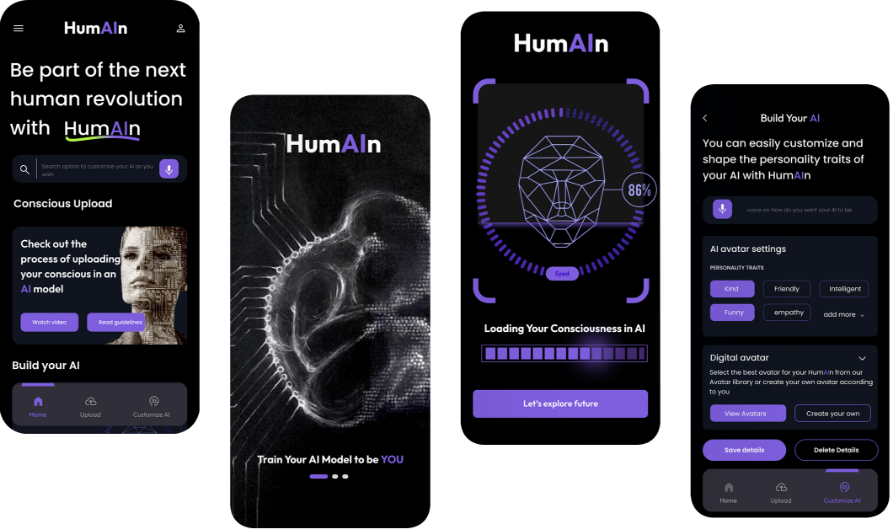 HumAIn
Be part of the next
human revolution
with HumAIn
Search option to customize your AI as you
wish
Conscious Upload
Check out the
process of uploading
your conscious in an
AI model
Watch video
Read guidelines
Build your AI
Home
Upload
Customize AI
HumAIn
Train Your AI Model to be YOU
HumAIn
86%
Syed
Loading Your Consciousness in AI
Let's explore future
Build Your AI
You can easily customize and
shape the personality traits of
your AI with HumAIn
voice on How do you want your AI to be
AI avatar settings
PERSONALITY TRAITS
Kind
Friendly
Intelligent
Funny
empathy
add more
Digital avatar
Select the best avatar for your HumAIn from our
Avatar library or create your own avatar according
to you
View Avatars
Create your own
Save details
Delete Details
Home
Upload
Customize AI